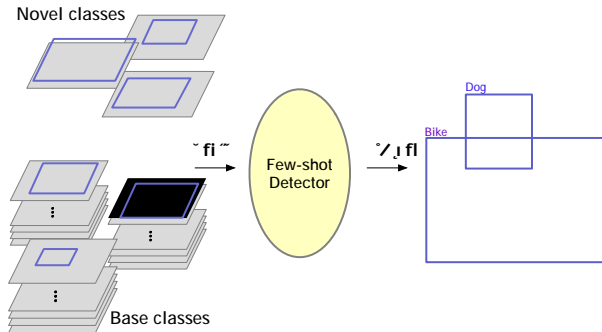 Novel classes
Dog
Bike
Few-shot
Detector
Base classes